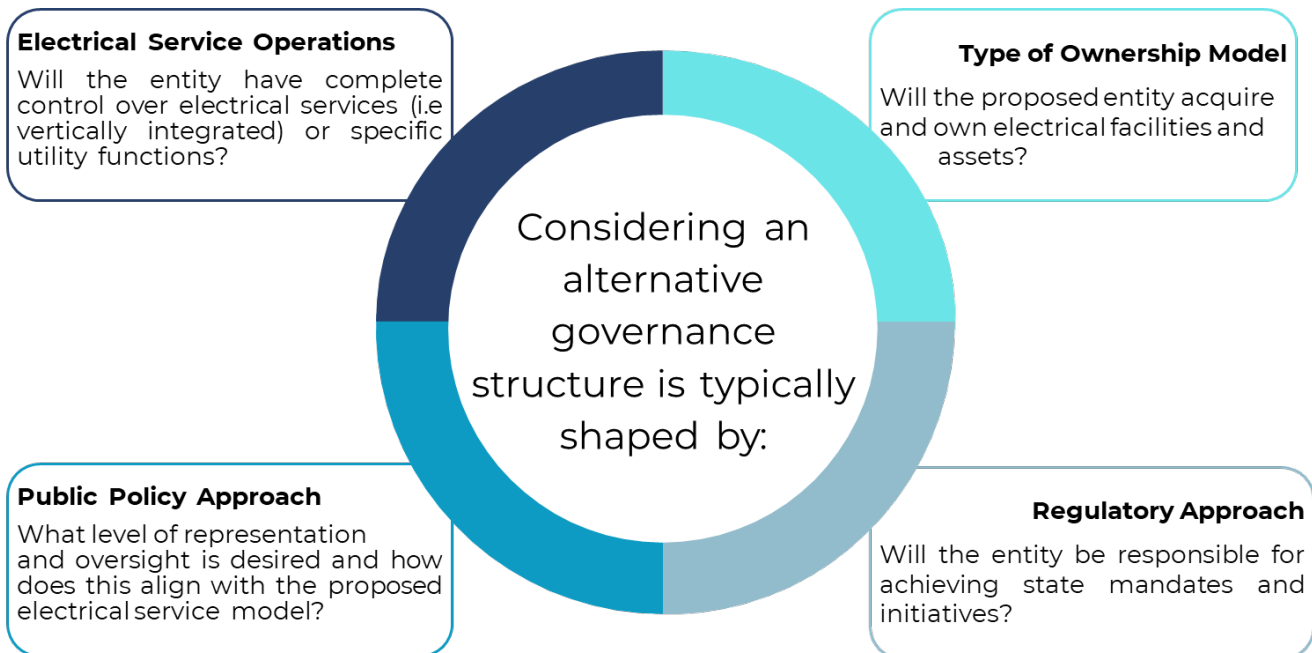 Electrical Service Operations
Will the entity have complete
control over electrical services (i.e
vertically integrated) or specific
utility functions?
Type of Ownership Model
Will the proposed entity acquire
and own electrical facilities and
assets?
Considering an
alternative
governance
structure is typically
shaped by:
Public Policy Approach
What level of representation
and oversight is desired and how
does this align with the proposed
electrical service model?
Regulatory Approach
Will the entity be responsible for
achieving state mandates and
initiatives?